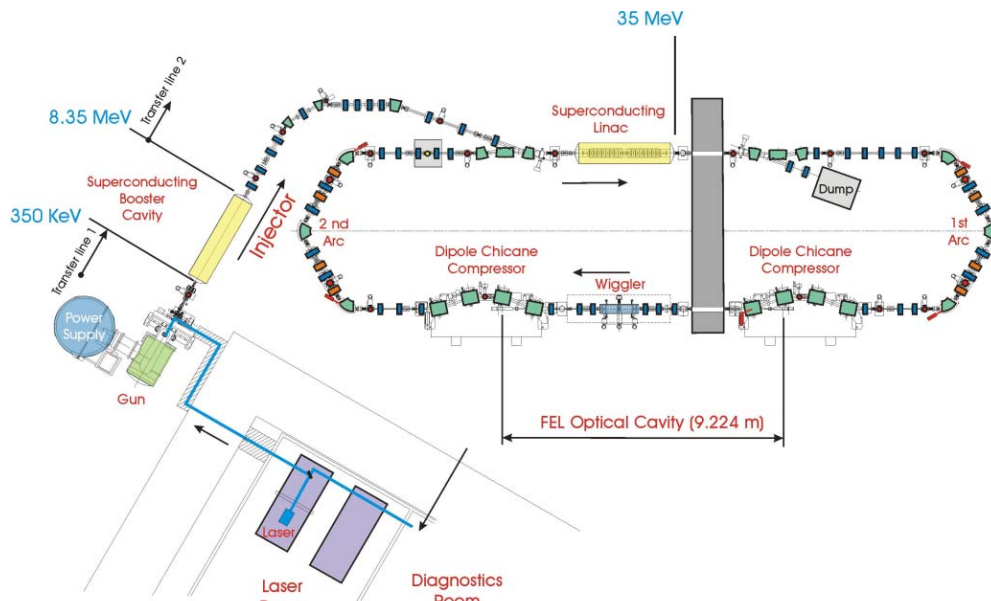 35 MeV
Transfer line 2
8.35 MeV
Superconducting
Linac
Superconducting
Booster
Cavity
Dump
350 KeV
Injector
2 nd
Arc
1st
Arc
Transfer line 1
Dipole Chicane
Compressor
Wiggler
Dipole Chicane
Compressor
Power
Supply
Gun
FEL Optical Cavity (9.224 m)
Laser
Laser
Diagnostics
Room